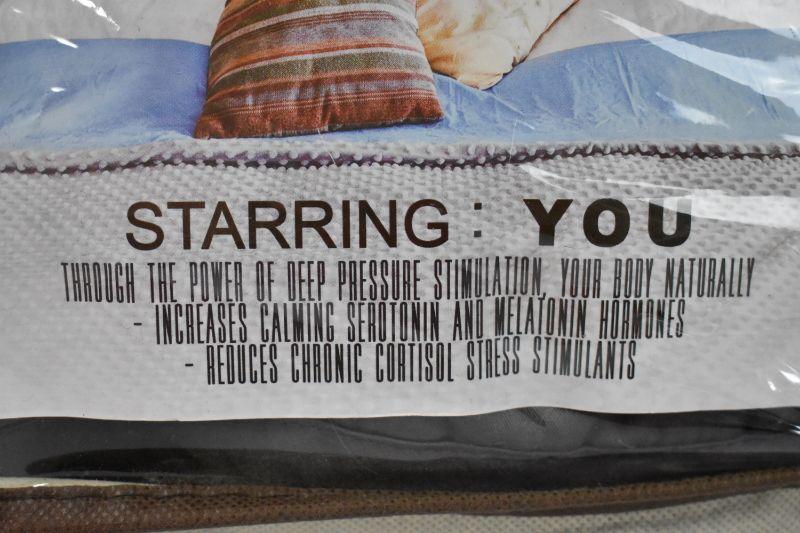 STARRING: YOU
THROUGH THE POWER OF DEEP PRESSURE STIMULATION, YOUR BODY NATURALLY
- INCREASES CALMING SEROTONIN AND MELATONIN HORMONES
- REDUCES CHRONIC CORTISOL STRESS STIMULANTS